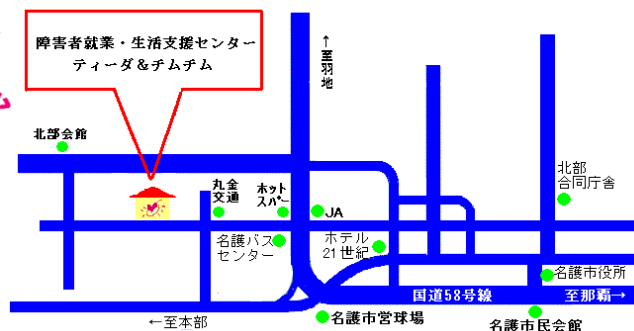 障害者就業・生活支援センター
ティーダ&チムチム
↑至羽地
北部会館
丸金
交通
ホット
スパー
JA
北部
合同庁舎
名護バス
センター
ホテル
21世紀
名護市役所
国道58号線
至那覇→
←至本部
名護市営球場
名護市民会館